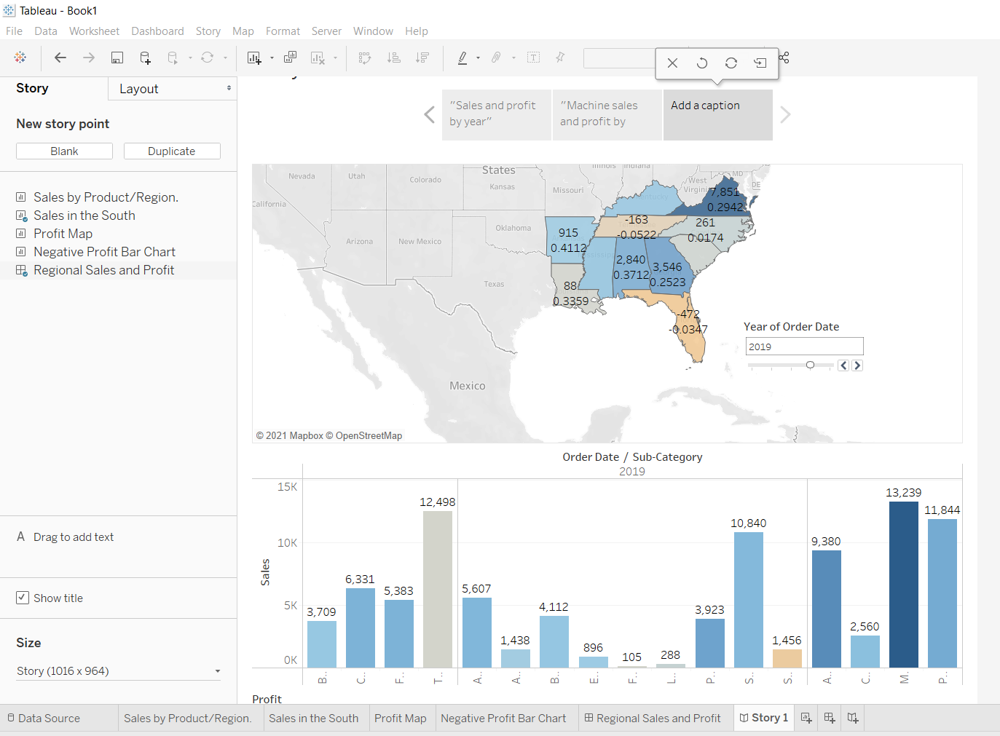 Tableau - Book1
File Data Worksheet Dashboard Story Map Format Server Window Help
Story
Layout
New story point
Blank
Duplicate
Sales by Product/Region.
Sales in the South
Profit Map
Negative Profit Bar Chart
Regional Sales and Profit
A Drag to add text
Show title
Size
Story (1016 x 964)
"Sales and profit
by year"
"Machine sales
and profit by
Add a caption
States
Nevada
Utah
Colorado
Kansas
Missouri
Illinois
Indiana
West
Virginia
MD
DE
Kentucky
California
Arizona
New Mexico
Oklahoma
Texas
Mexico
7,851
0.2942
-163
-0.0522
261
0.0174
915
0.4112
2,840
0.3712
3,546
0.2523
88
0.3359
-472
-0.0347
Year of Order Date
2019
© 2021 Mapbox © OpenStreetMap
Order Date / Sub-Category
2019
Sales
15K
10K
5K
0K
3,709
6,331
5,383
12,498
5,607
1,438
4,112
896
105
288
3,923
10,840
1,456
9,380
2,560
13,239
11,844
B..
C..
F..
T..
A..
A..
B..
E..
F..
L..
P..
S..
S..
A..
C..
M..
P..
Profit
Data Source
Sales by Product/Region.
Sales in the South
Profit Map
Negative Profit Bar Chart
Regional Sales and Profit
Story 1